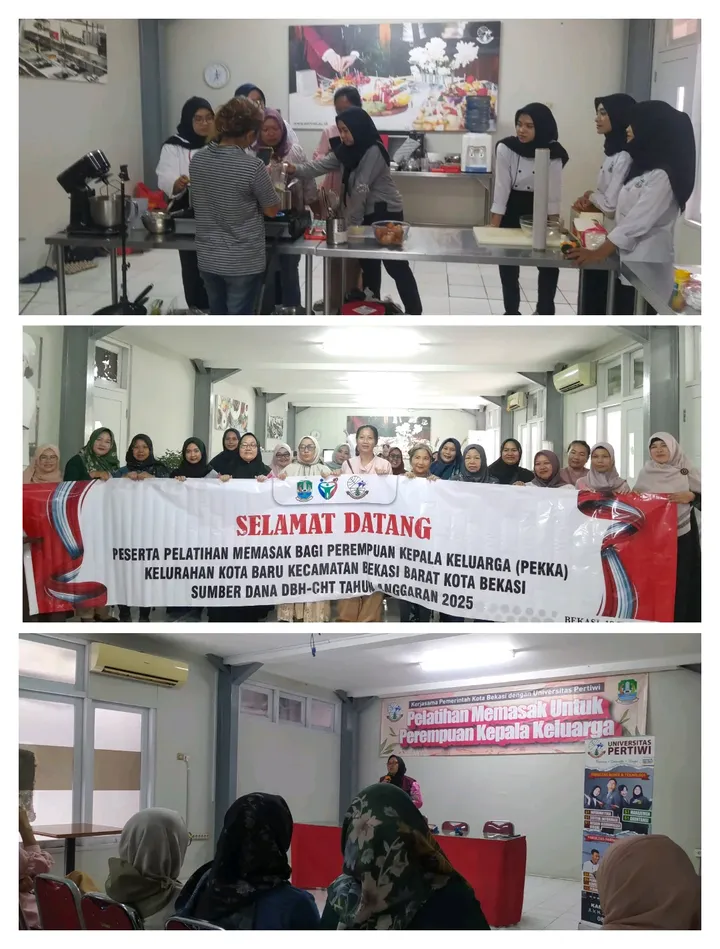 SELAMAT DATANG
PESERTA PELATIHAN MEMASAK BAGI PEREMPUAN KEPALA KELUARGA (PEKKA)
KELURAHAN KOTA BARU KECAMATAN BEKASI BARAT KOTA BEKASI
SUMBER DANA DBH-CHT TAHUN ANGGARAN 2025
BEKASI,
Kerjasama Pemerintah Kota Bekasi dengan Universitas Pertiwi
Pelatihan Memasak Untuk
Perempuan Kepala Keluarga
UNIVERSITAS
PERTIWI